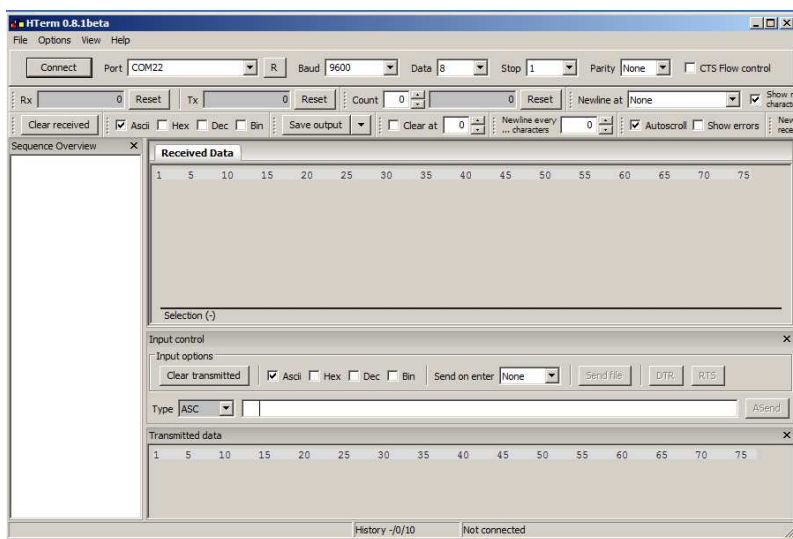 HTerm 0.8.1beta
File Options View Help
Connect Port COM22 R Baud 9600 Data 8 Stop 1 Parity None CTS Flow control
Rx 0 Reset Tx 0 Reset Count 0 0 Reset Newline at None Show
Clear received Ascii Hex Dec Bin Save output Clear at 0 Newline every ... characters 0 Autoscroll Show errors
Sequence Overview
Received Data
1 5 10 15 20 25 30 35 40 45 50 55 60 65 70 75
Selection (-)
Input control
Input options
Clear transmitted Ascii Hex Dec Bin Send on enter None Send file DTR RTS
Type ASC ASend
Transmitted data
1 5 10 15 20 25 30 35 40 45 50 55 60 65 70 75
History -/0/10 Not connected